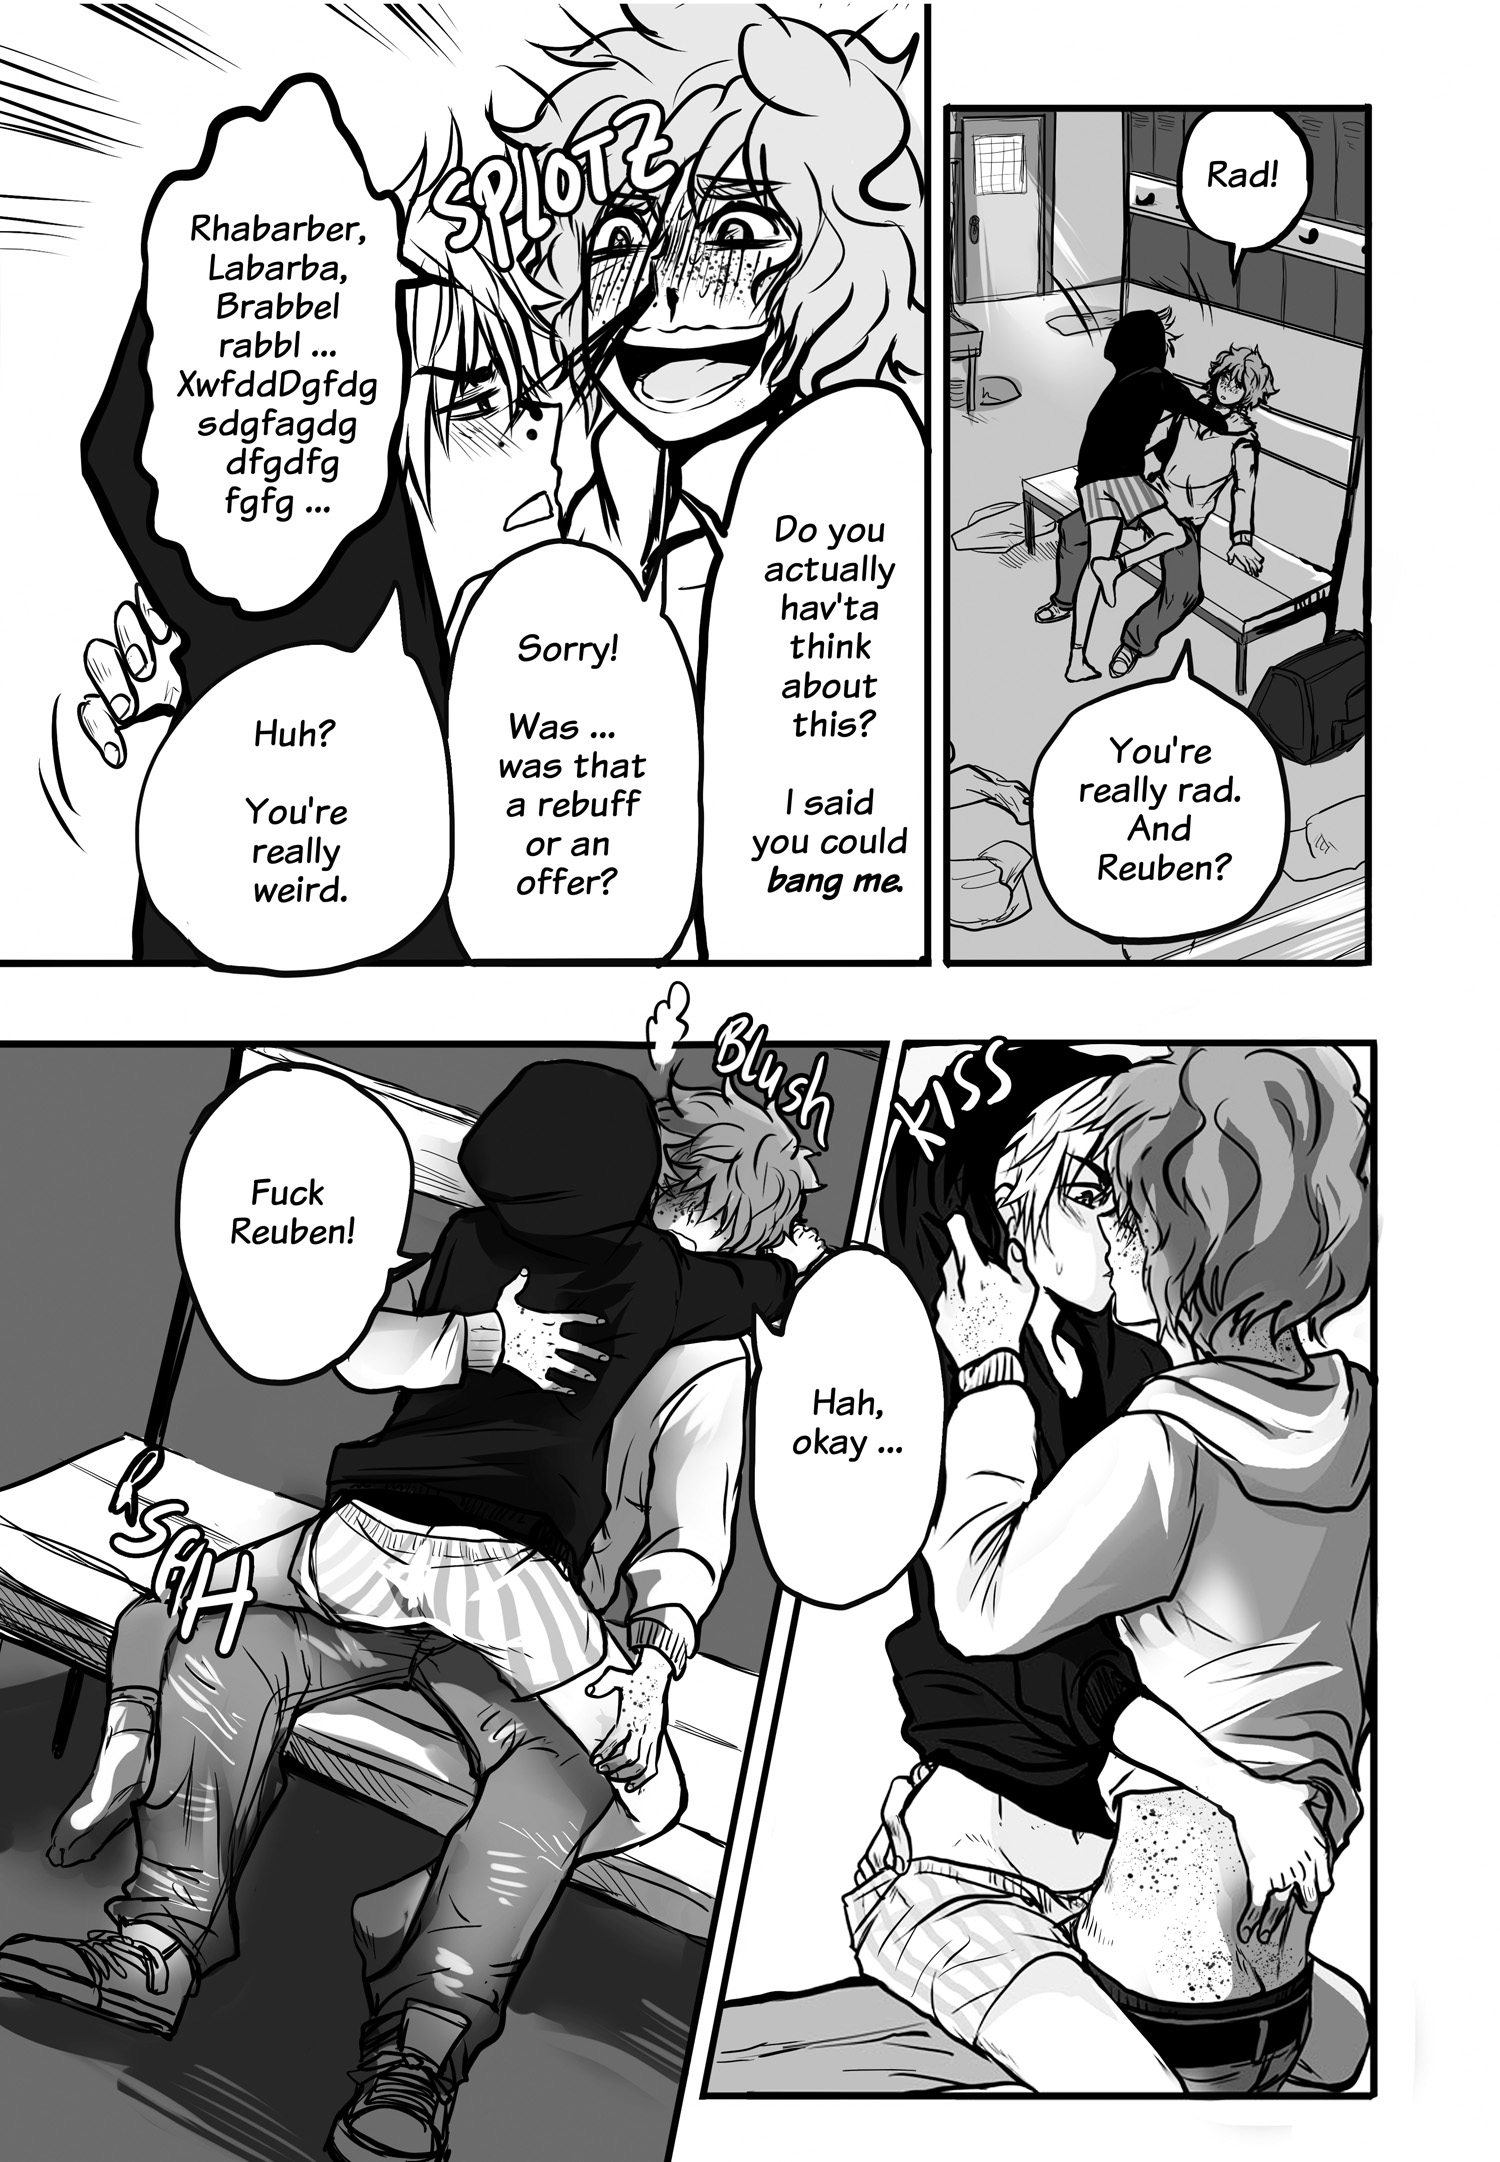 Rad!
You're
really rad.
And
Reuben?
Do you
actually
hav'ta
think
about
this?
I said
you could
bang me.
SPLOTZ
Sorry!
Was ...
was that
a rebuff
or an
offer?
Rhabarber,
Labarba,
Brabbel
rabbl ...
XwfddDgfdg
sdgfagdg
dfgdfg
fgfg ...
Huh?
You're
really
weird.
KISS
Hah,
okay ...
Blush
Fuck
Reuben!
RSAH